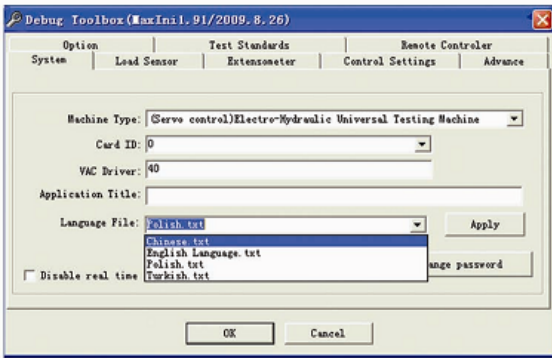 Debug Toolbox(MaxIni1.91/2009.8.26)
Option Test Standards Remote Controler
System Load Sensor Extensometer Control Settings Advance
Machine Type: (Servo control)Electro-Hydraulic Universal Testing Machine
Card ID: 0
VAC Driver: 40
Application Title:
Language File: Polish.txt Apply
Chinese.txt
English Language.txt
Polish.txt ange password
Disable real time Turkish.txt
OK Cancel